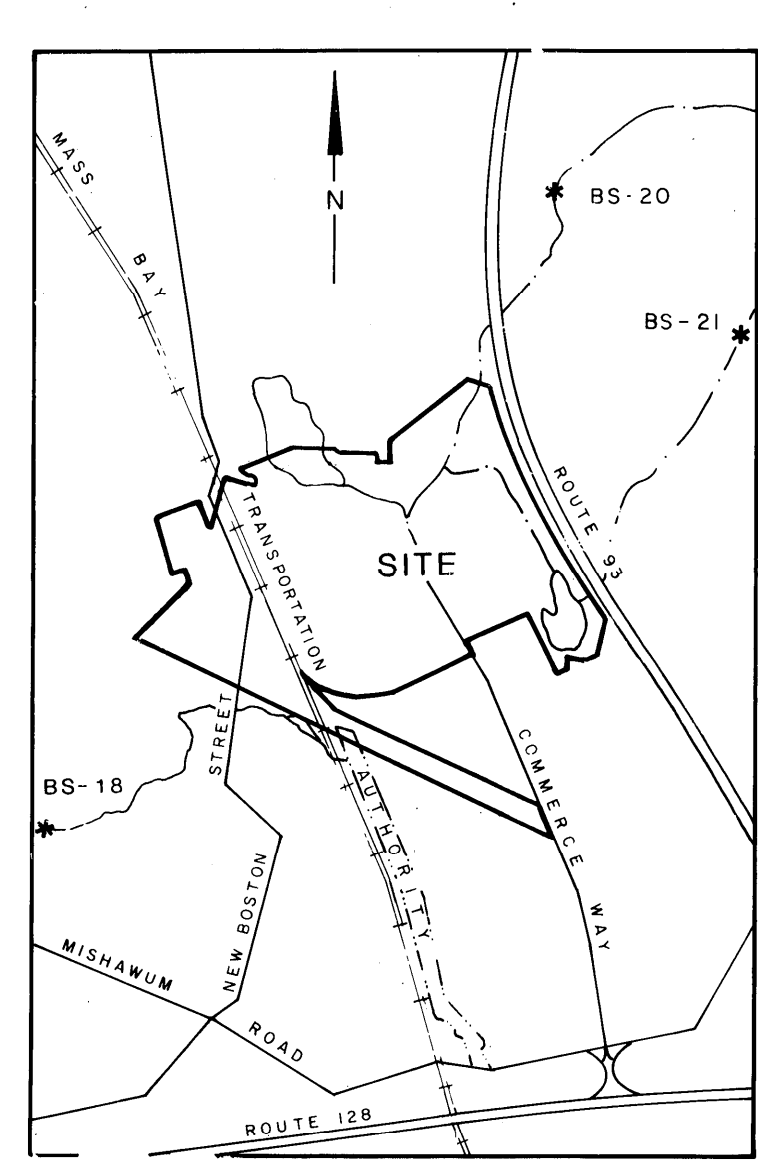 MASS
BAY
N
BS-20
BS-21
ROUTE 93
TRANSPORTATION
SITE
STREET
COMMERCE
BS-18
AUTHORITY
NEW BOSTON
WAY
MISHAWUM
ROAD
ROUTE 128